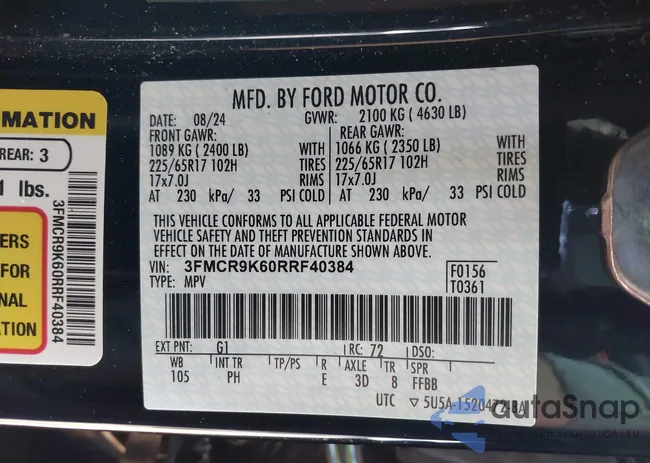 MATION
REAR: 3
1 lbs.
ERS
FOR
NAL
ATION
3FMCR9K60RRF40384
MFD. BY FORD MOTOR CO.
DATE: 08/24 GVWR: 2100 KG ( 4630 LB)
FRONT GAWR: REAR GAWR:
1089 KG ( 2400 LB) WITH 1066 KG ( 2350 LB) WITH
225/65R17 102H TIRES 225/65R17 102H TIRES
17x7.0J RIMS 17x7.0J RIMS
AT 230 kPa/ 33 PSI COLD AT 230 kPa/ 33 PSI COLD
THIS VEHICLE CONFORMS TO ALL APPLICABLE FEDERAL MOTOR
VEHICLE SAFETY AND THEFT PREVENTION STANDARDS IN
EFFECT ON THE DATE OF MANUFACTURE SHOWN ABOVE.
VIN: 3FMCR9K60RRF40384 F0156
TYPE: MPV T0361
EXT PNT: G1 RC: 72 DSO:
WB INT TR TP/PS R AXLE TR SPR
105 PH E 3D 8 FFBB
UTC ▽ 5U5A-1520472-BA
autoSnap